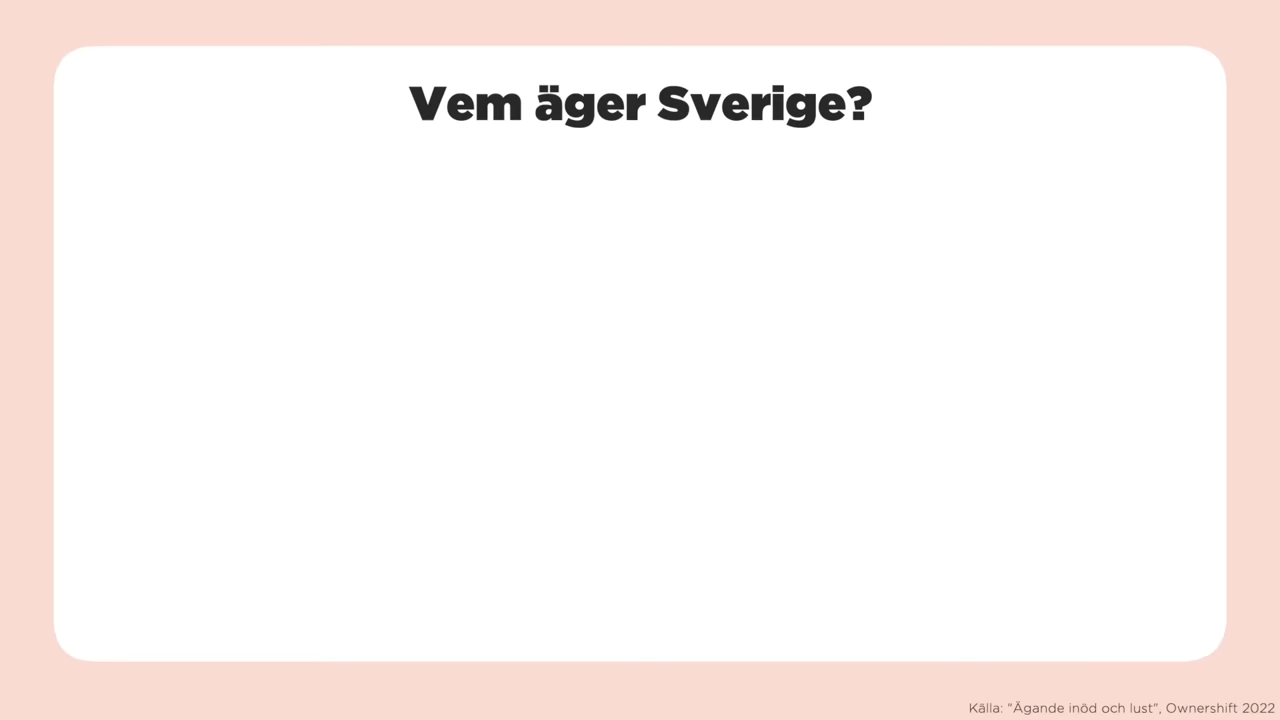 Vem äger Sverige?
Källa: "Ägande inöd och lust", Ownershift 2022